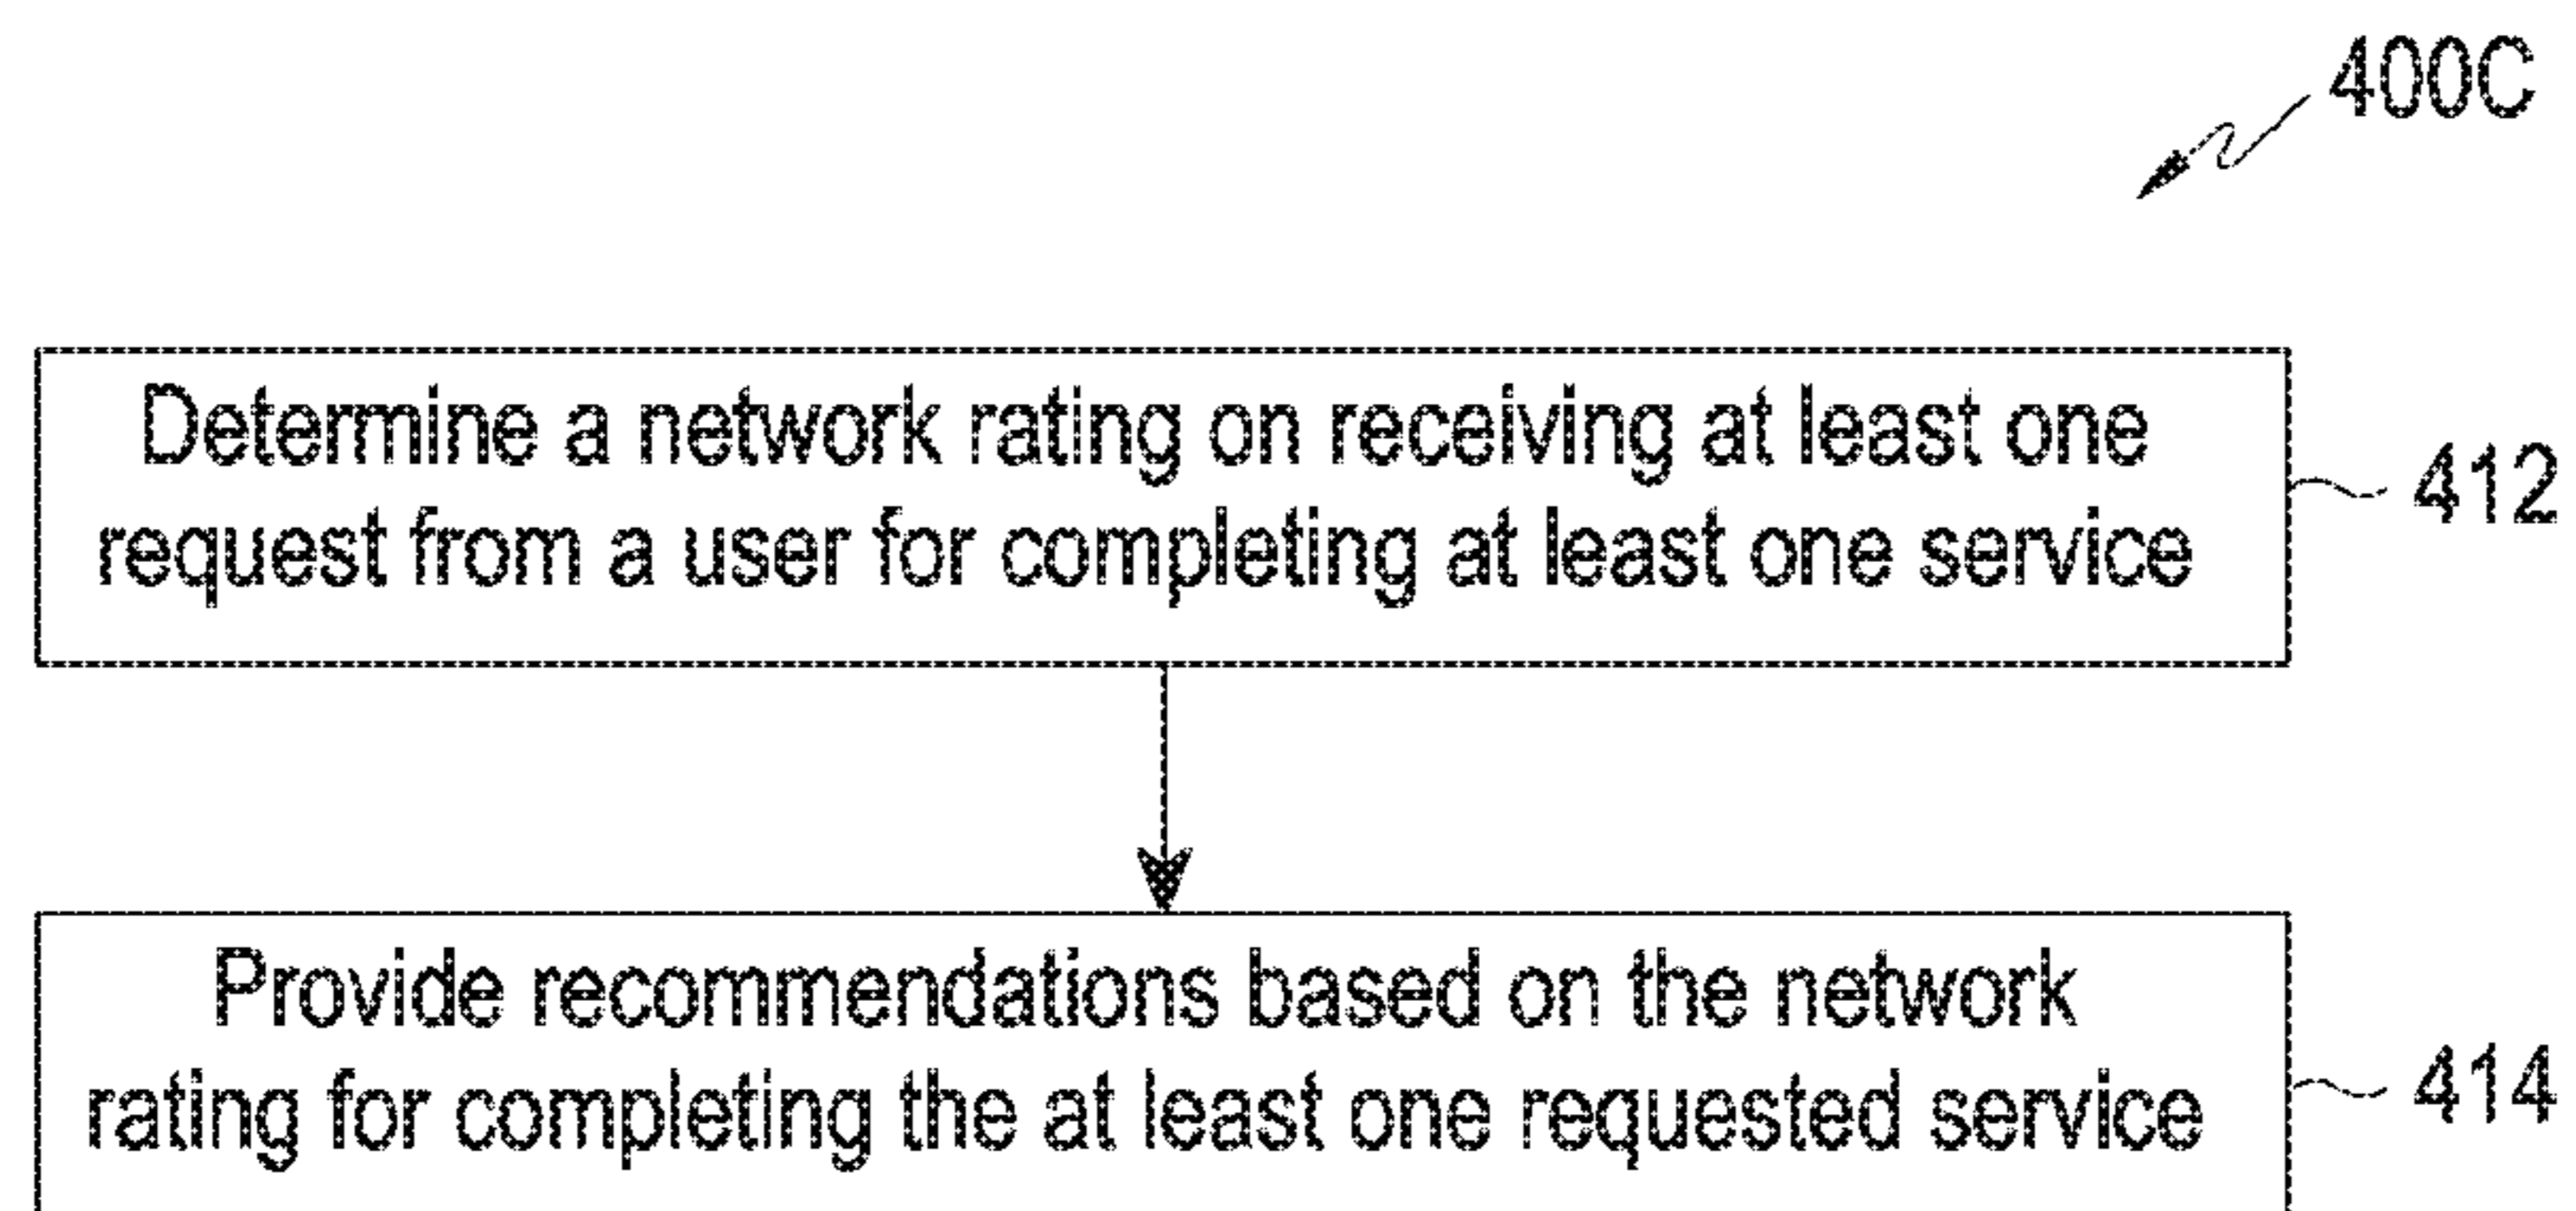 400C
Determine a network rating on receiving at least one
request from a user for completing at least one service
412
Provide recommendations based on the network
rating for completing the at least one requested service
414